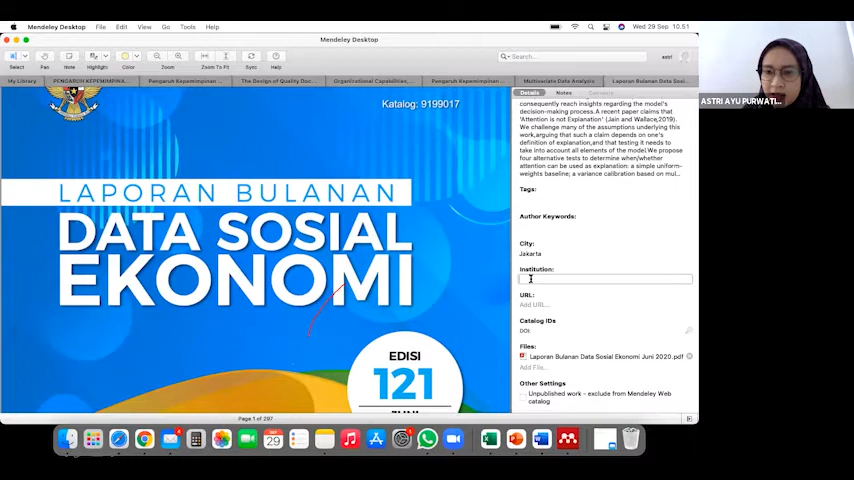 Mendeley Desktop File Edit View Go Tools Window Help
Wed 29 Sep 10.51
Mendeley Desktop
Search...
astri
Select Pan Note Highlight Color Zoom Zoom To Fit Sync Help
My Library PENGARUH KEPEMIMPINA... Pengaruh Kepemimpinan ... The Design of Quality Doc... Organizational Capabilities,... Pengaruh Kepemimpinan ... Multivariate Data Analysis Laporan Bulanan Data Sosi...
Katalog: 9199017
LAPORAN BULANAN
DATA SOSIAL
EKONOMI
EDISI
121
Page 1 of 297
Details Notes Contents
consequently reach insights regarding the model's
decision-making process.A recent paper claims that
'Attention is not Explanation' (Jain and Wallace,2019).
We challenge many of the assumptions underlying this
work,arguing that such a claim depends on one's
definition of explanation,and that testing it needs to
take into account all elements of the model.We propose
four alternative tests to determine when/whether
attention can be used as explanation: a simple uniform-
weights baseline; a variance calibration based on mul...
Tags:
Author Keywords:
City:
Jakarta
Institution:
URL:
Add URL...
Catalog IDs
DOI:
Files:
Laporan Bulanan Data Sosial Ekonomi Juni 2020.pdf
Add File...
Other Settings
Unpublished work - exclude from Mendeley Web
catalog
ASTRI AYU PURWATI...